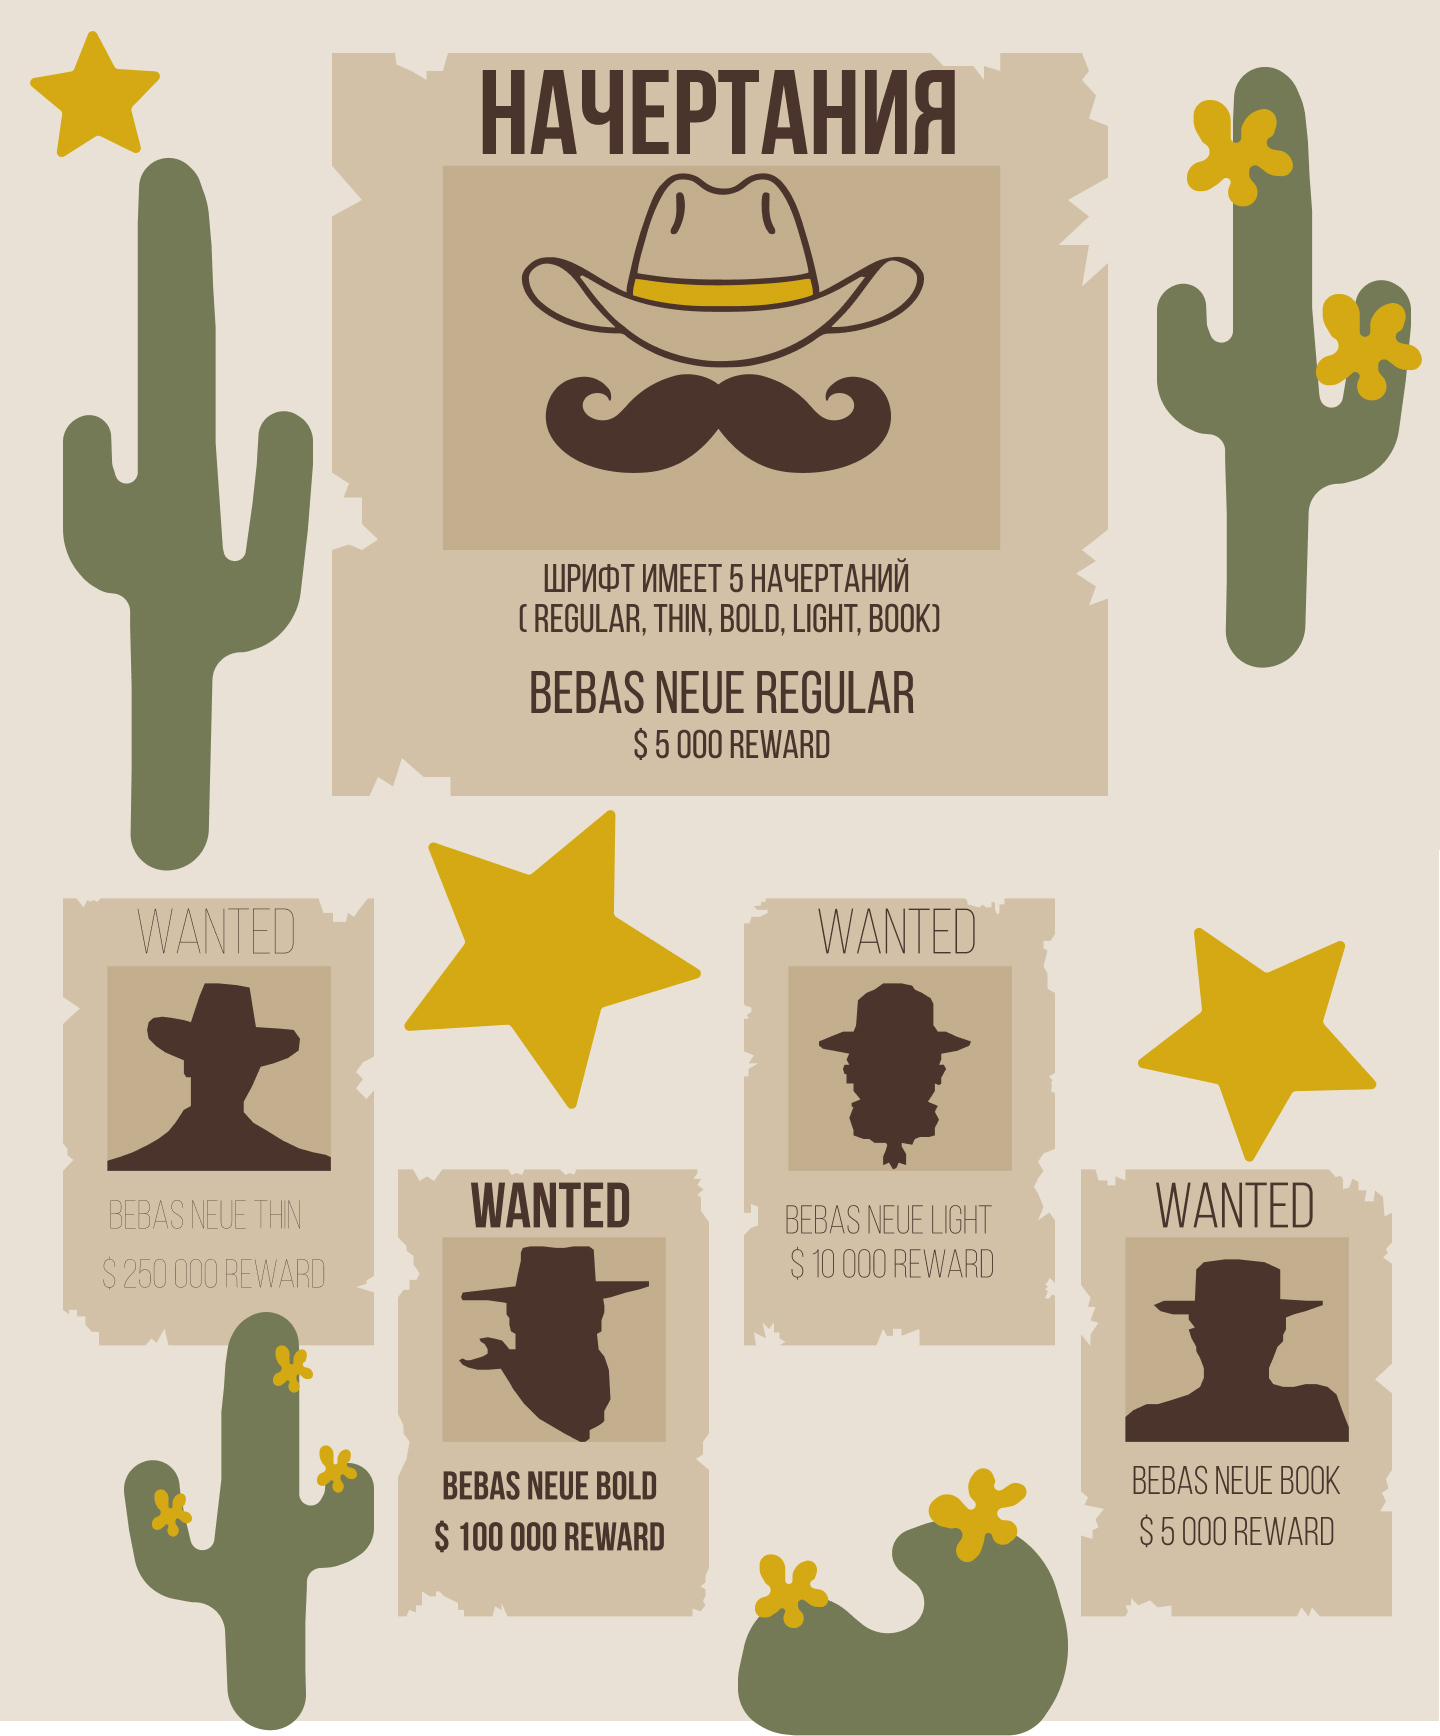 НАЧЕРТАНИЯ
ШРИФТ ИМЕЕТ 5 НАЧЕРТАНИЙ
( REGULAR, THIN, BOLD, LIGHT, BOOK)
BEBAS NEUE REGULAR
$ 5 000 REWARD
WANTED
BEBAS NEUE THIN
$ 250 000 REWARD
WANTED
BEBAS NEUE BOLD
$ 100 000 REWARD
WANTED
BEBAS NEUE LIGHT
$ 10 000 REWARD
WANTED
BEBAS NEUE BOOK
$ 5 000 REWARD